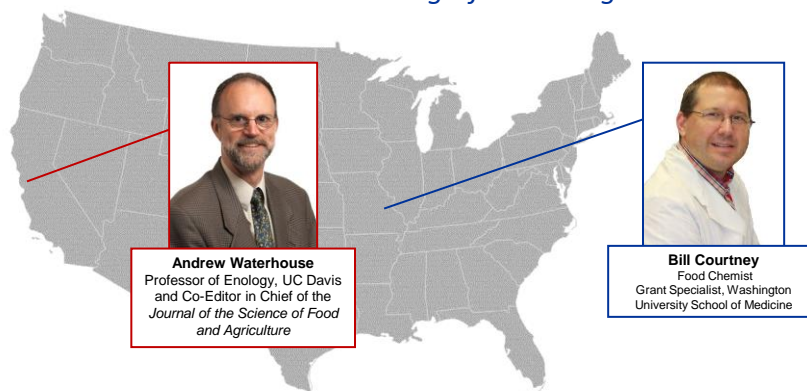 Andrew Waterhouse
Professor of Enology, UC Davis
and Co-Editor in Chief of the
Journal of the Science of Food
and Agriculture
Bill Courtney
Food Chemist
Grant Specialist, Washington
University School of Medicine